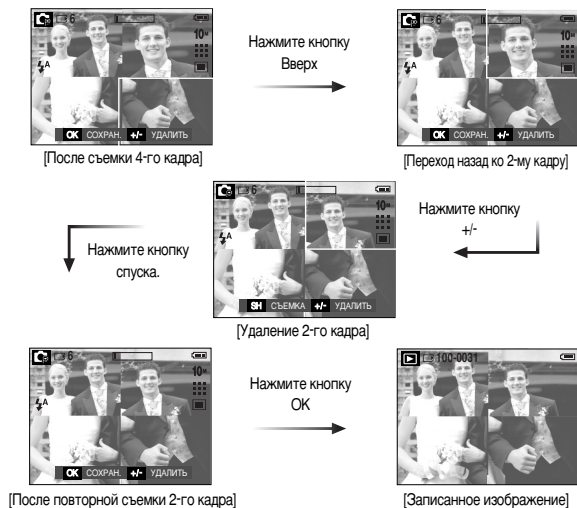 6
10M
A
OK СОХРАН. +/- УДАЛИТЬ
[После съемки 4-го кадра]
Нажмите кнопку
Вверх
6
10M
A
OK СОХРАН. +/- УДАЛИТЬ
[Переход назад ко 2-му кадру]
6
10M
A
SH СЪЕМКА +/- УДАЛИТЬ
[Удаление 2-го кадра]
Нажмите кнопку
+/-
Нажмите кнопку
спуска.
6
10M
A
OK СОХРАН. +/- УДАЛИТЬ
[После повторной съемки 2-го кадра]
Нажмите кнопку
OK
100-0031
[Записанное изображение]